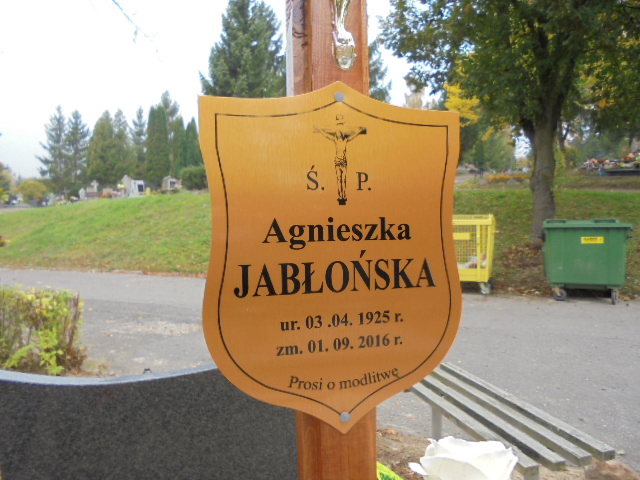 Ś. P.
Agnieszka
JABŁOŃSKA
ur. 03 .04. 1925 r.
zm. 01. 09. 2016 r.
Prosi o modlitwę